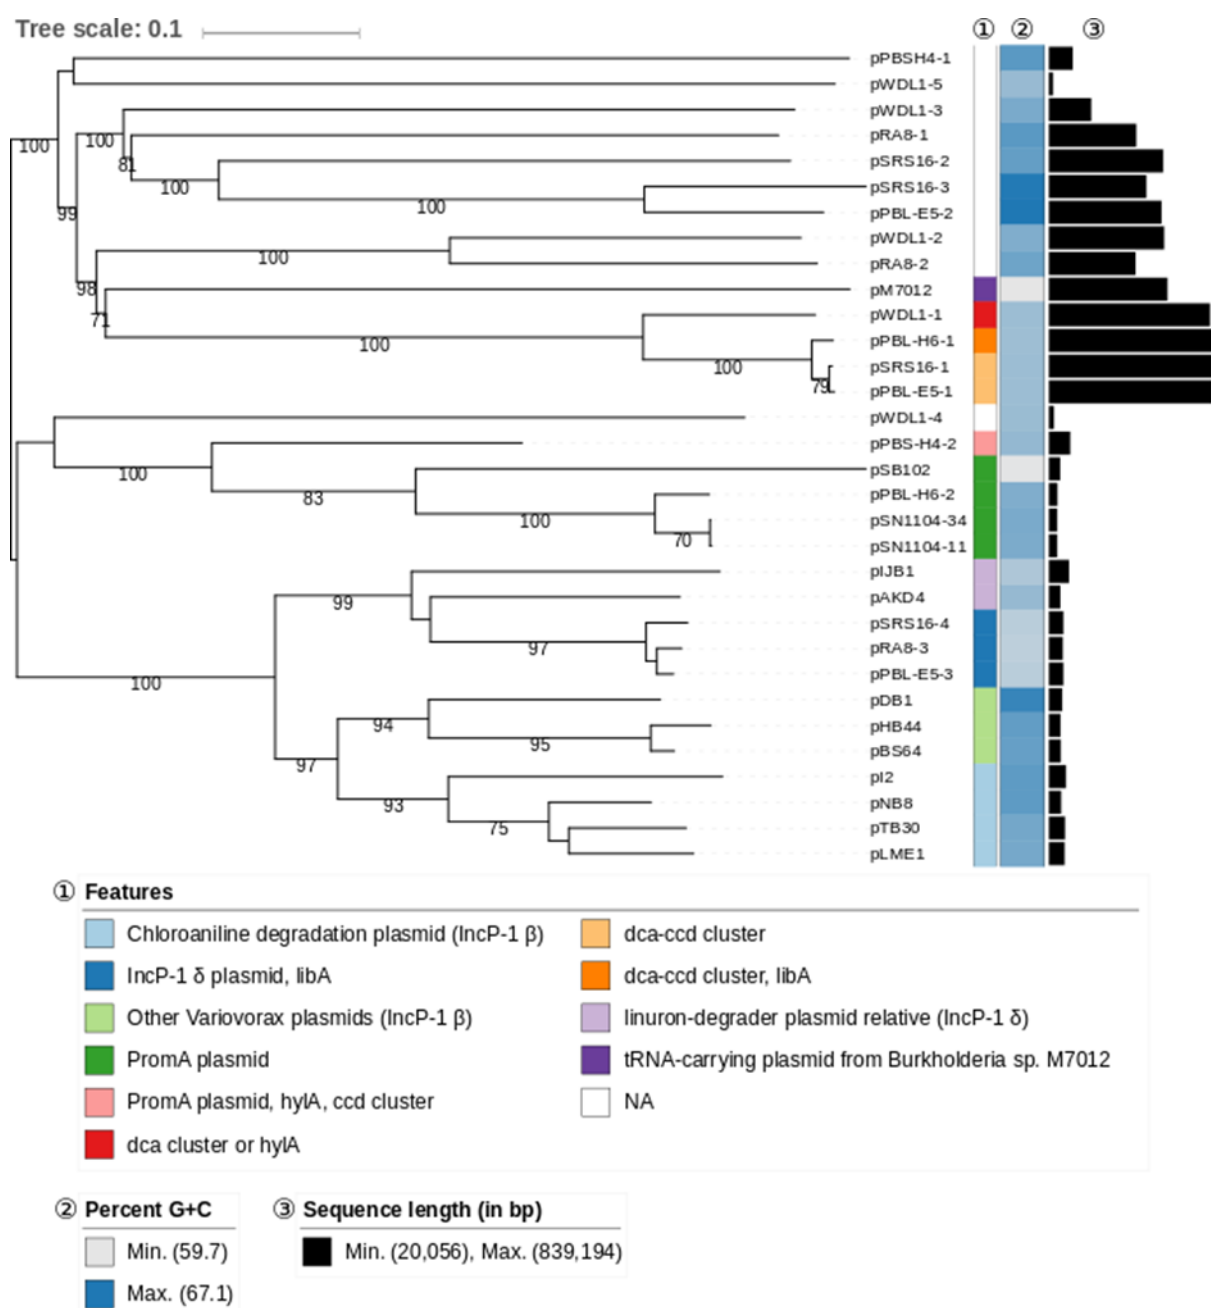 Tree scale: 0.1
① ② ③
pPBSH4-1
pWDL1-5
pWDL1-3
100
pRA8-1
100
pSRS16-2
81
pSRS16-3
100
100
pPBL-E5-2
99
pWDL1-2
100
pRA8-2
98
pM7012
pWDL1-1
71
pPBL-H6-1
100
pSRS16-1
100
pPBL-E5-1
79
pWDL1-4
pPBS-H4-2
100
pSB102
83
pPBL-H6-2
100
pSN1104-34
70
pSN1104-11
pIJB1
99
pAKD4
pSRS16-4
97
pRA8-3
pPBL-E5-3
100
pDB1
94
pHB44
95
pBS64
97
pI2
93
pNB8
75
pTB30
pLME1
① Features
Chloroaniline degradation plasmid (IncP-1 β)
IncP-1 δ plasmid, libA
Other Variovorax plasmids (IncP-1 β)
PromA plasmid
PromA plasmid, hylA, ccd cluster
dca cluster or hylA
dca-ccd cluster
dca-ccd cluster, libA
linuron-degrader plasmid relative (IncP-1 δ)
tRNA-carrying plasmid from Burkholderia sp. M7012
NA
② Percent G+C
Min. (59.7)
Max. (67.1)
③ Sequence length (in bp)
Min. (20,056), Max. (839,194)